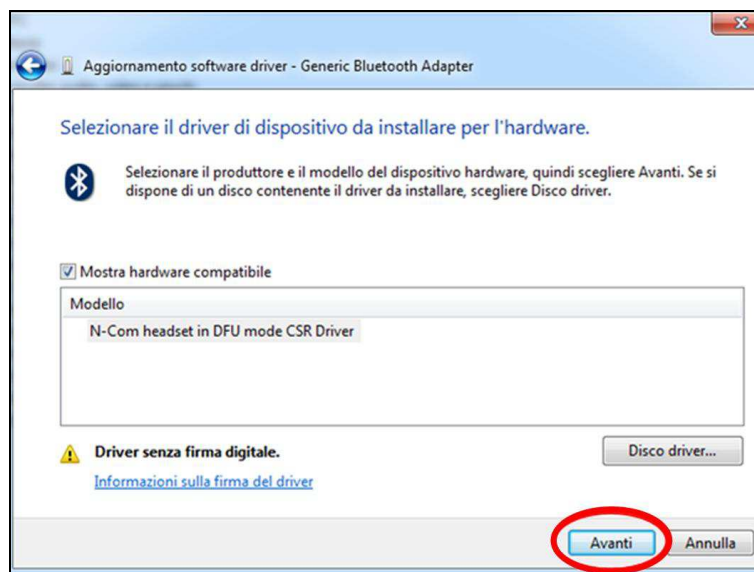 Aggiornamento software driver - Generic Bluetooth Adapter
Selezionare il driver di dispositivo da installare per l'hardware.
Selezionare il produttore e il modello del dispositivo hardware, quindi scegliere Avanti. Se si
dispone di un disco contenente il driver da installare, scegliere Disco driver.
Mostra hardware compatibile
Modello
N-Com headset in DFU mode CSR Driver
Driver senza firma digitale.
Disco driver...
Informazioni sulla firma del driver
Avanti
Annulla